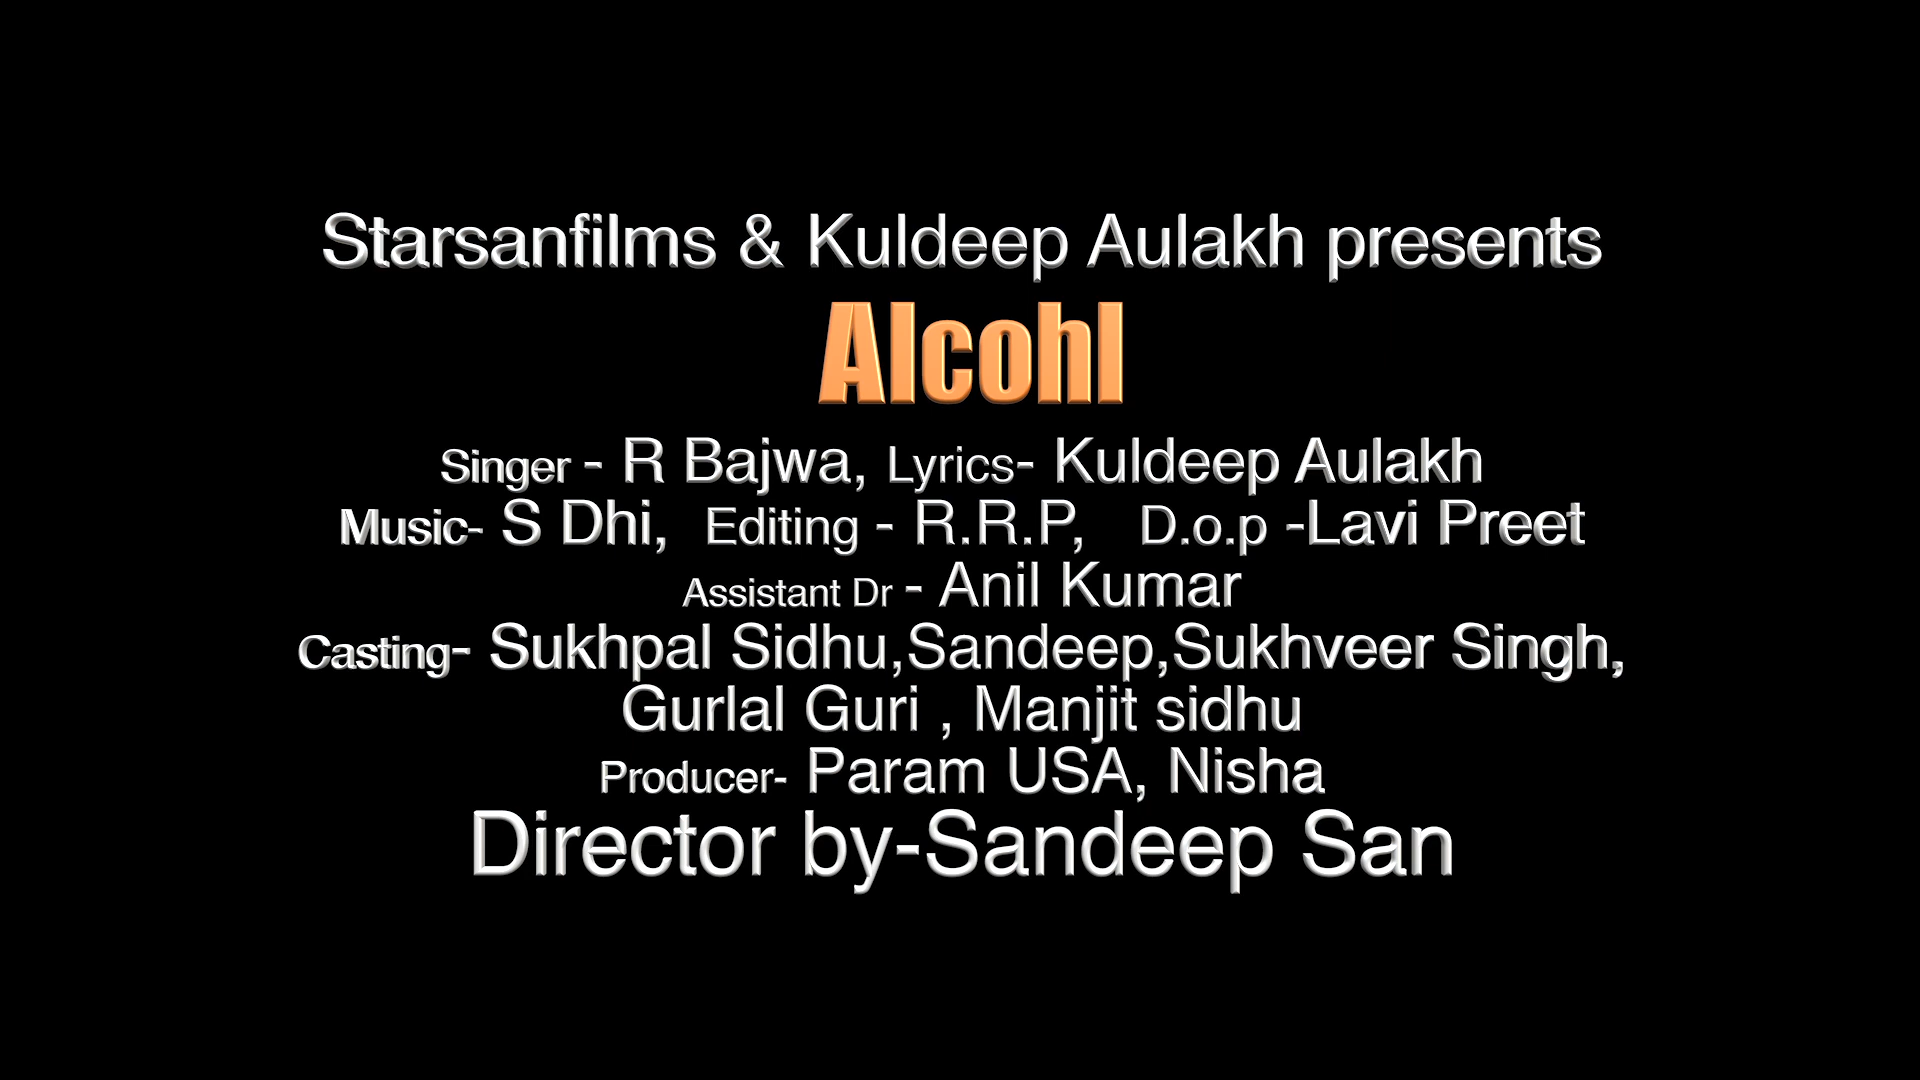 Starsanfilms & Kuldeep Aulakh presents
Alcohl
Singer - R Bajwa, Lyrics- Kuldeep Aulakh
Music- S Dhi, Editing - R.R.P, D.o.p -Lavi Preet
Assistant Dr - Anil Kumar
Casting- Sukhpal Sidhu,Sandeep,Sukhveer Singh,
Gurlal Guri , Manjit sidhu
Producer- Param USA, Nisha
Director by-Sandeep San